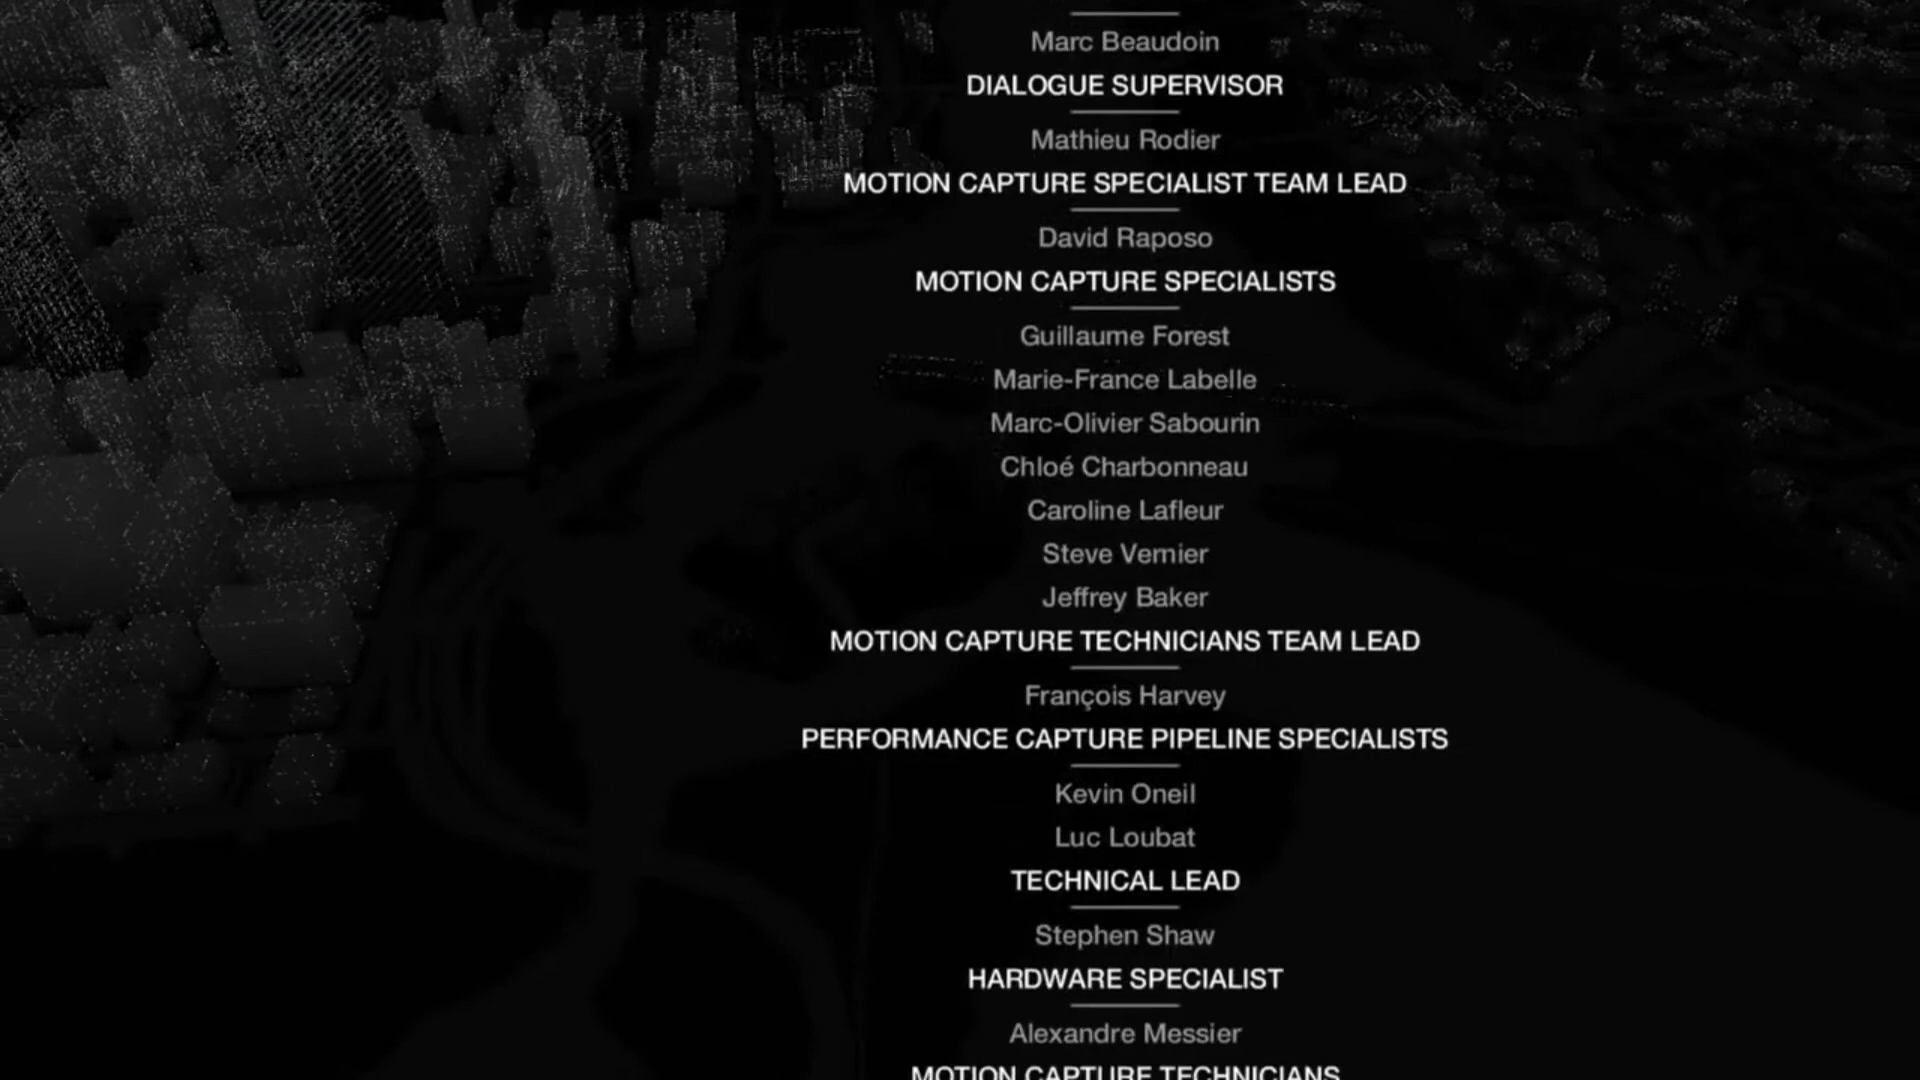 Marc Beaudoin
DIALOGUE SUPERVISOR
Mathieu Rodier
MOTION CAPTURE SPECIALIST TEAM LEAD
David Raposo
MOTION CAPTURE SPECIALISTS
Guillaume Forest
Marie-France Labelle
Marc-Olivier Sabourin
Chloé Charbonneau
Caroline Lafleur
Steve Vernier
Jeffrey Baker
MOTION CAPTURE TECHNICIANS TEAM LEAD
François Harvey
PERFORMANCE CAPTURE PIPELINE SPECIALISTS
Kevin Oneil
Luc Loubat
TECHNICAL LEAD
Stephen Shaw
HARDWARE SPECIALIST
Alexandre Messier
MOTION CAPTURE TECHNICIANS